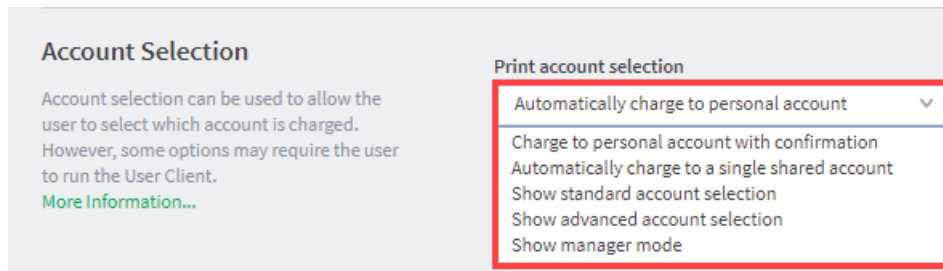 Account Selection
Account selection can be used to allow the
user to select which account is charged.
However, some options may require the user
to run the User Client.
More Information...
Print account selection
Automatically charge to personal account
Charge to personal account with confirmation
Automatically charge to a single shared account
Show standard account selection
Show advanced account selection
Show manager mode